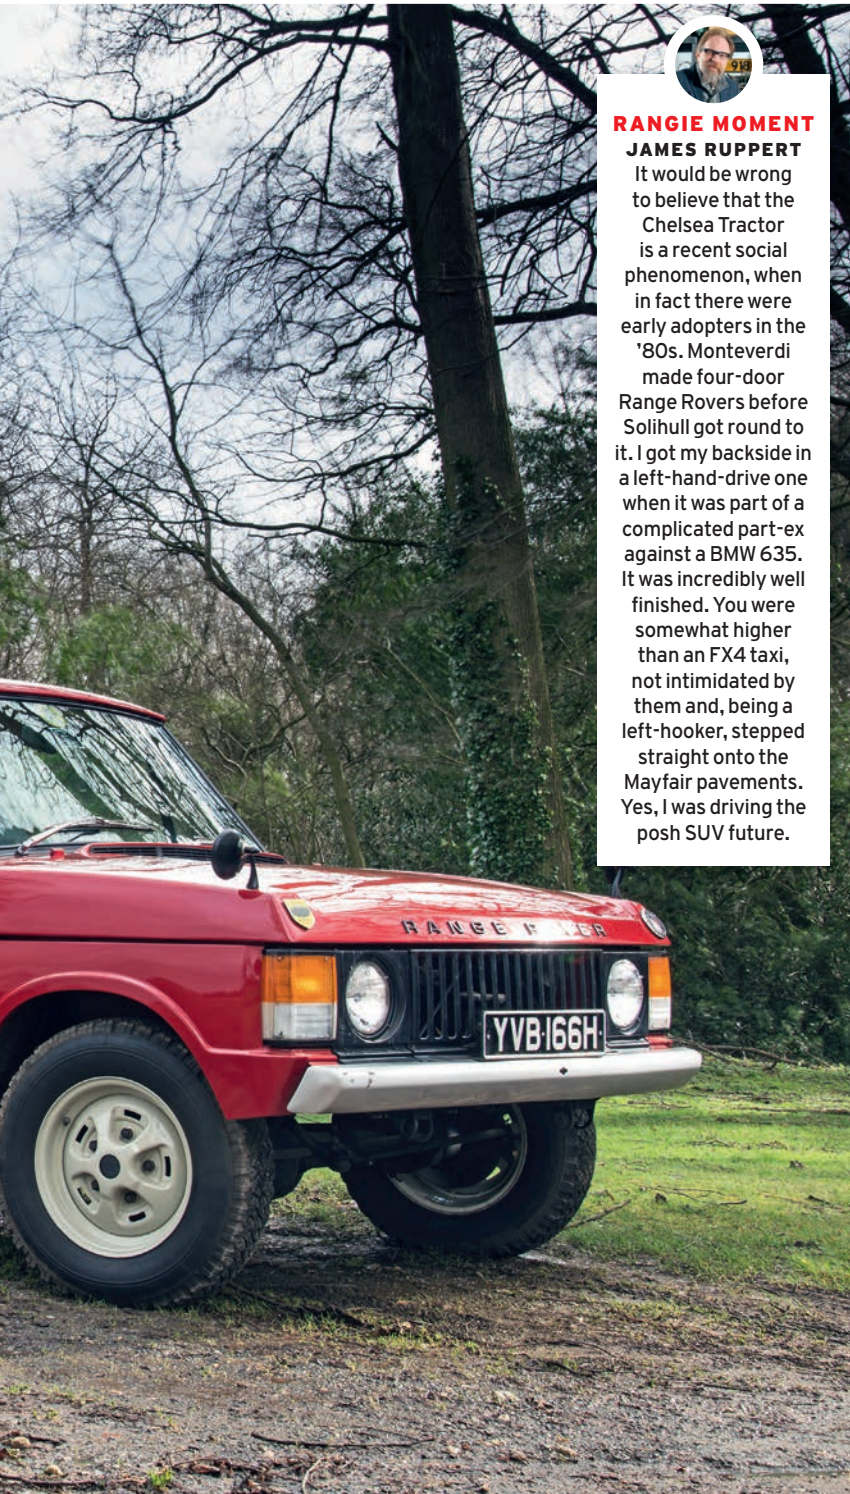 918
RANGIE MOMENT
JAMES RUPPERT
It would be wrong
to believe that the
Chelsea Tractor
is a recent social
phenomenon, when
in fact there were
early adopters in the
’80s. Monteverdi
made four-door
Range Rovers before
Solihull got round to
it. I got my backside in
a left-hand-drive one
when it was part of a
complicated part-ex
against a BMW 635.
It was incredibly well
finished. You were
somewhat higher
than an FX4 taxi,
not intimidated by
them and, being a
left-hooker, stepped
straight onto the
Mayfair pavements.
Yes, I was driving the
posh SUV future.
RANGE ROVER
YVB·166H